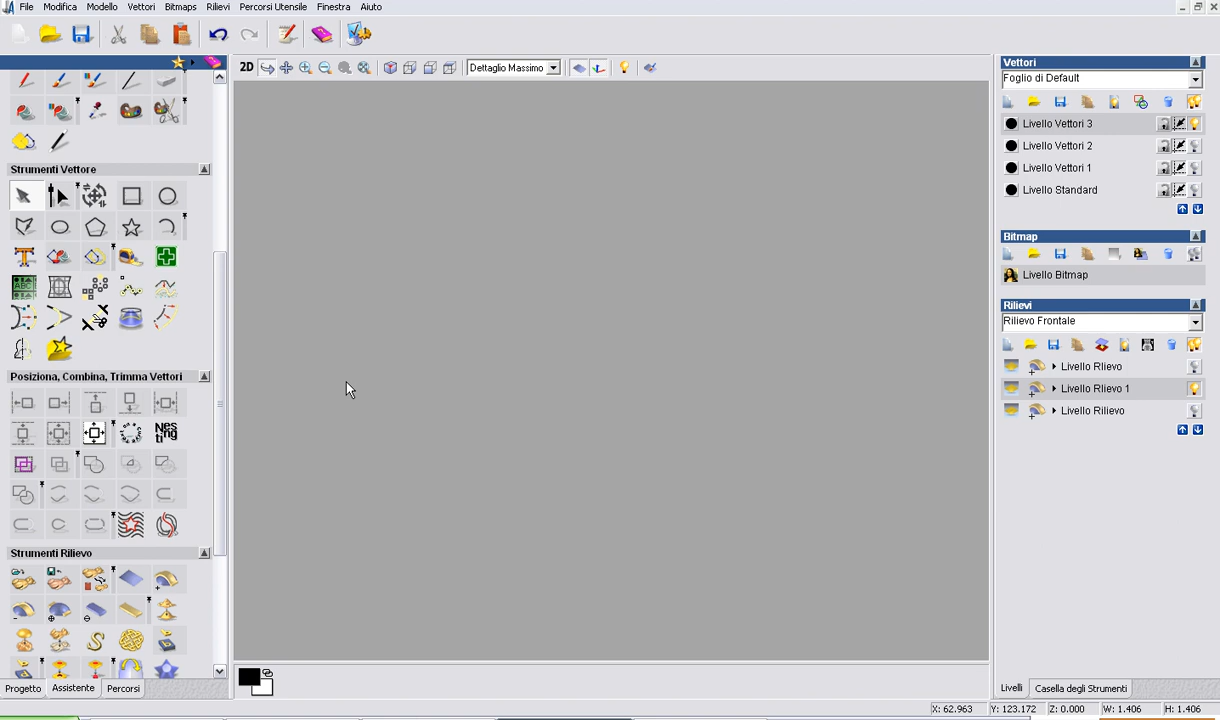 File Modifica Modello Vettori Bitmaps Rilievi Percorsi Utensile Finestra Aiuto
2D Dettaglio Massimo
Strumenti Vettore
ABC
Posiziona, Combina, Trimma Vettori
Nes
ting
Strumenti Rilievo
Progetto Assistente Percorsi
Vettori
Foglio di Default
Livello Vettori 3
Livello Vettori 2
Livello Vettori 1
Livello Standard
Bitmap
Livello Bitmap
Rilievi
Rilievo Frontale
Livello RIievo
Livello Rlievo 1
Livello Rilievo
Livelli Casella degli Strumenti
X: 62.963 Y: 123.172 Z: 0.000 W: 1.406 H: 1.406